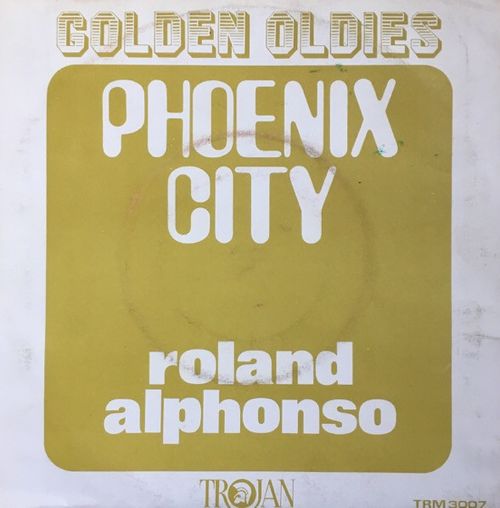 GOLDEN OLDIES
PHOENIX
CITY
roland
alphonso
TROJAN
TRM 3007